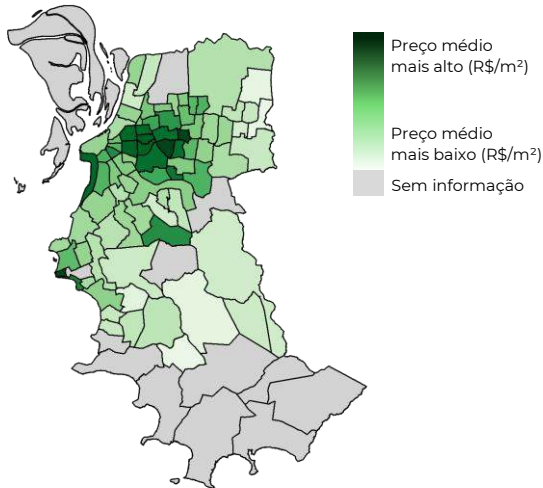 Preço médio
mais alto (R$/m²)
Preço médio
mais baixo (R$/m²)
Sem informação